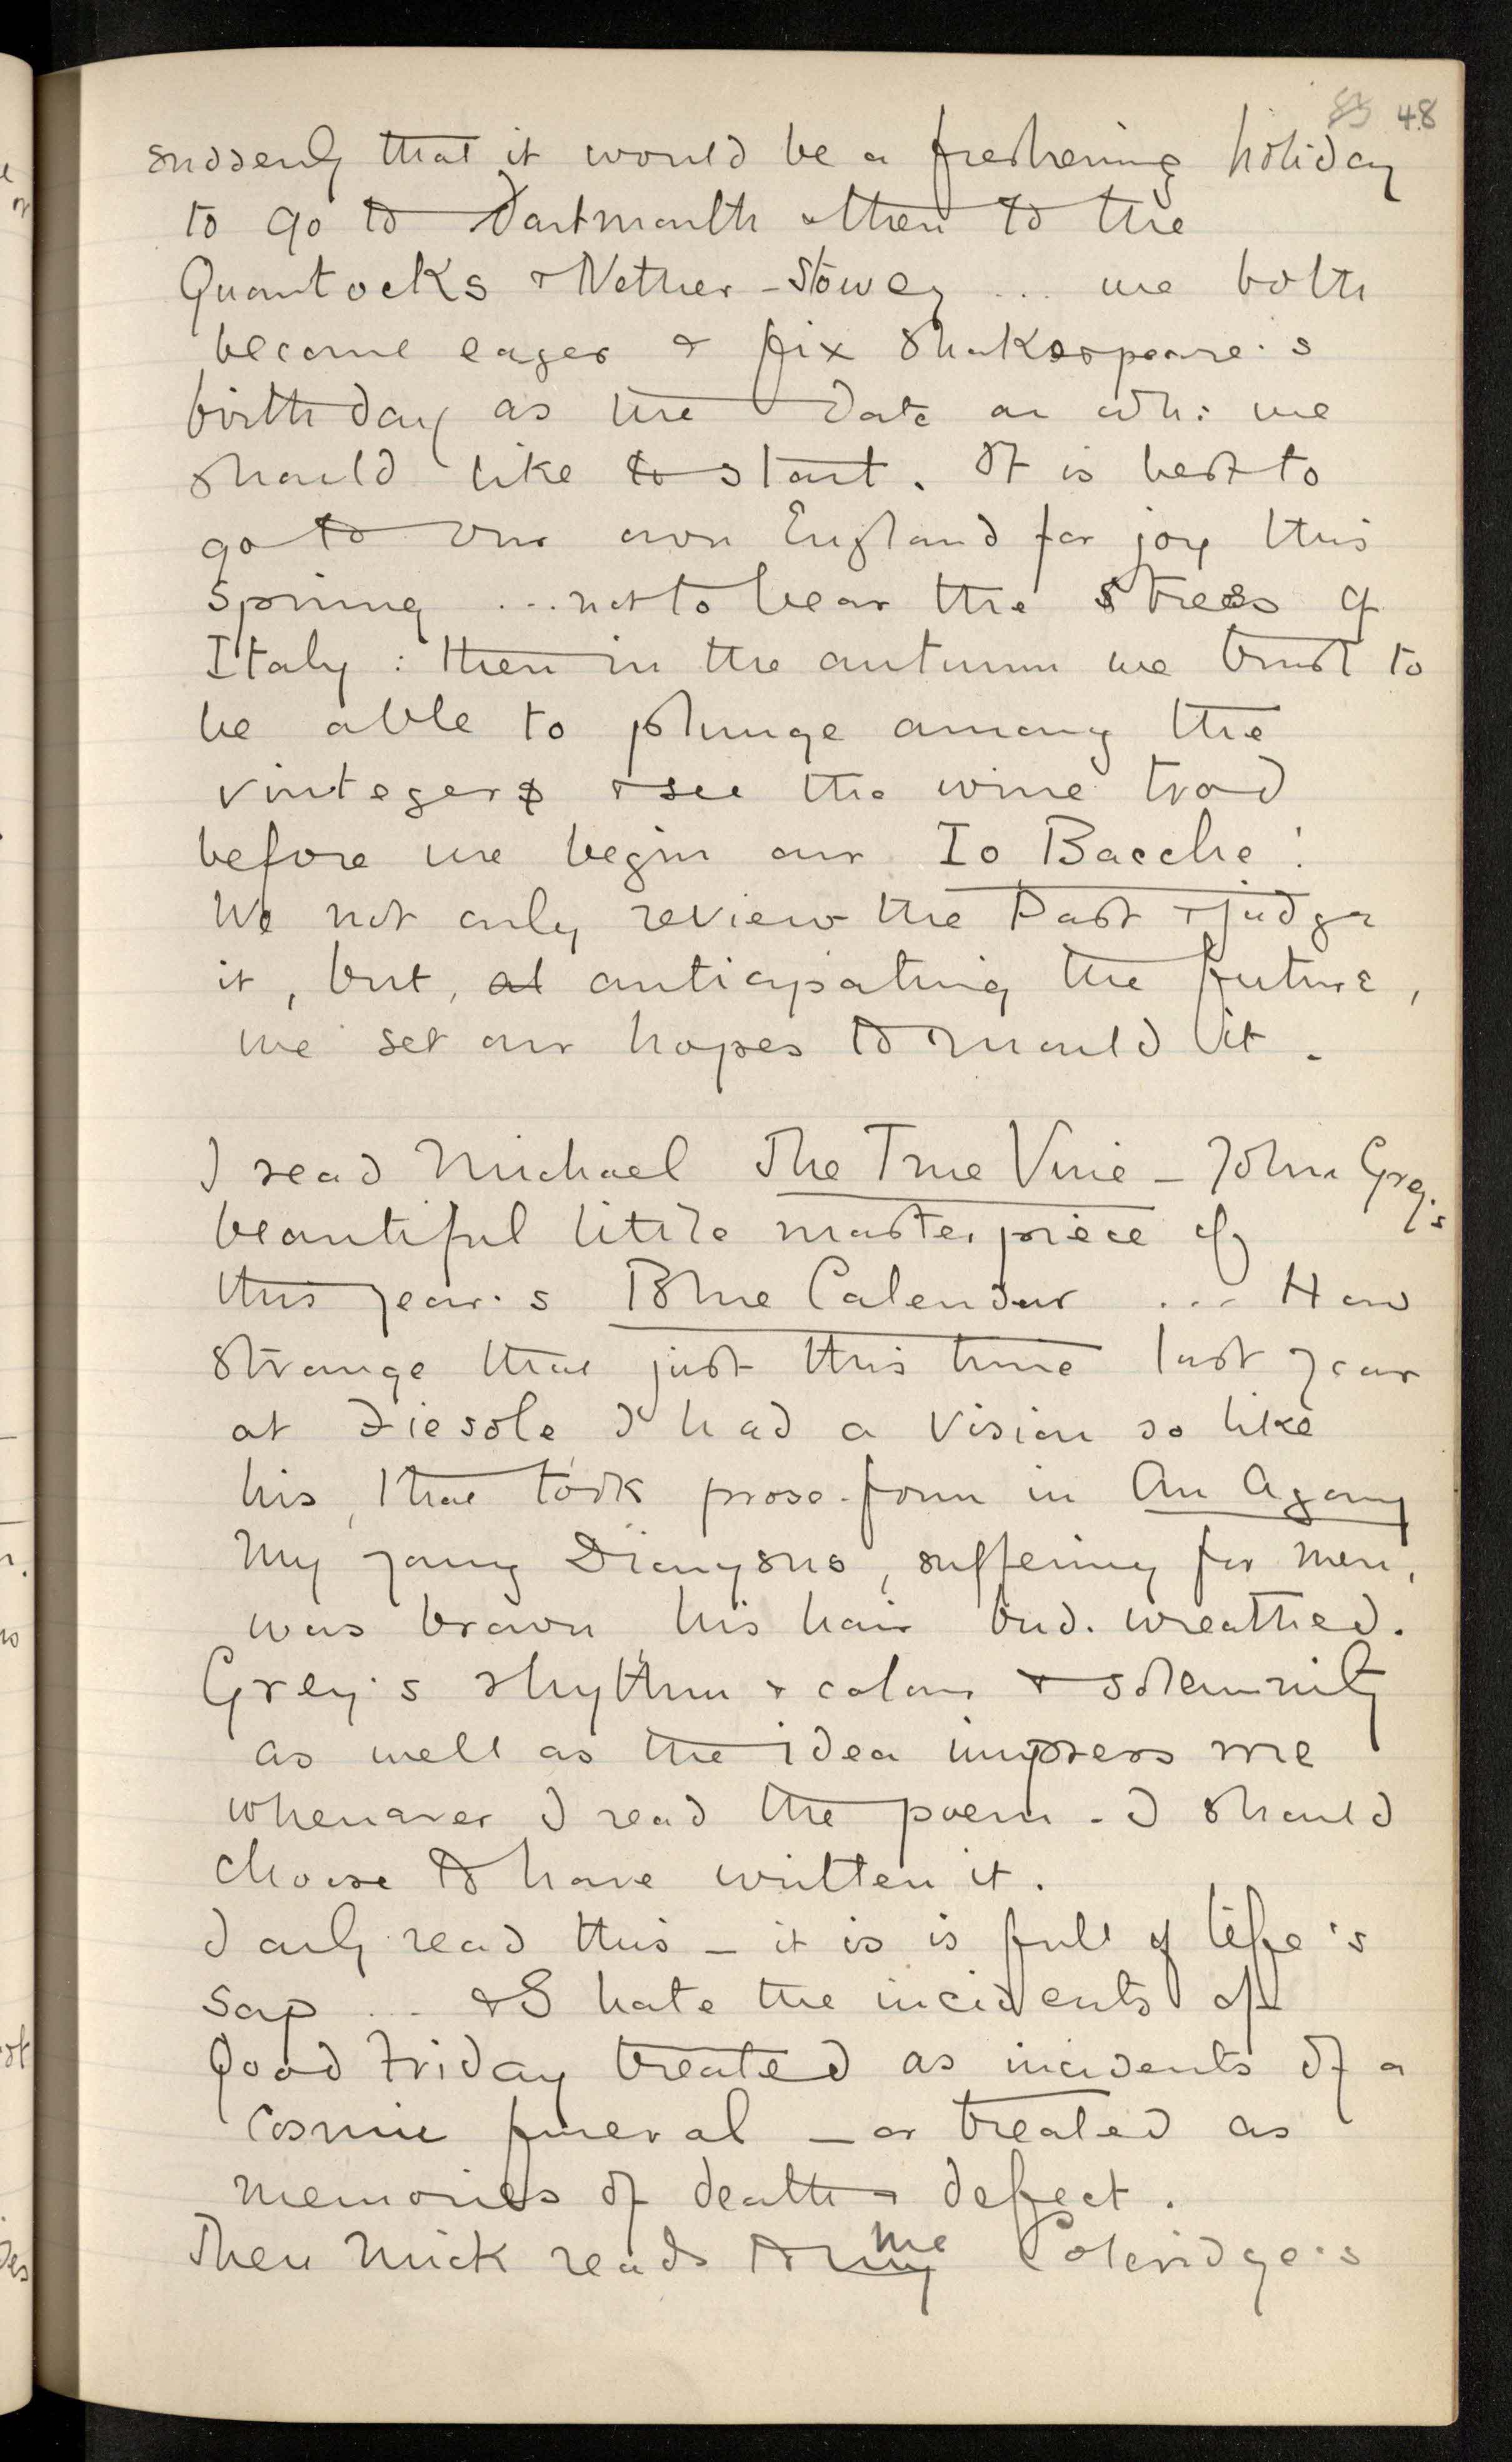 85 48
suddenly that it would be a freshening holiday
to go to Dartmouth & then to the
Quantocks & Nether-Stowey ... we both
become eager & fix Shakespeare's
birthday as the date on wh: we
should like to start. It is best to
go to our own England for joy this
Spring ... not to bear the stress of
Italy : then in the autumn we trust to
be able to plunge among the
vintegers & see the wine trod
before we begin our Io Bacche!
We not only review the Past & judge
it, but, at anticipating the future,
we set our hopes to mould it.
I read Michael The True Vine - John Grey's
beautiful little masterpiece of
this year's Blue Calendar ... How
strange that just this time last year
at Fiesole I had a vision so like
his, that took prose-form in An Agony
My young Dionysus, suffering for men,
was brown, his hair bud-wreathed.
Grey's rhythm & colour & solemnity
as well as the idea impress me
whenever I read the poem - I should
choose to have written it.
I only read this - it is is full of life's
sap ... & I hate the incidents of
Good Friday treated as incidents of a
Cosmic funeral - or treated as
memories of death & defect.
Then Mick reads to my me Coleridge's